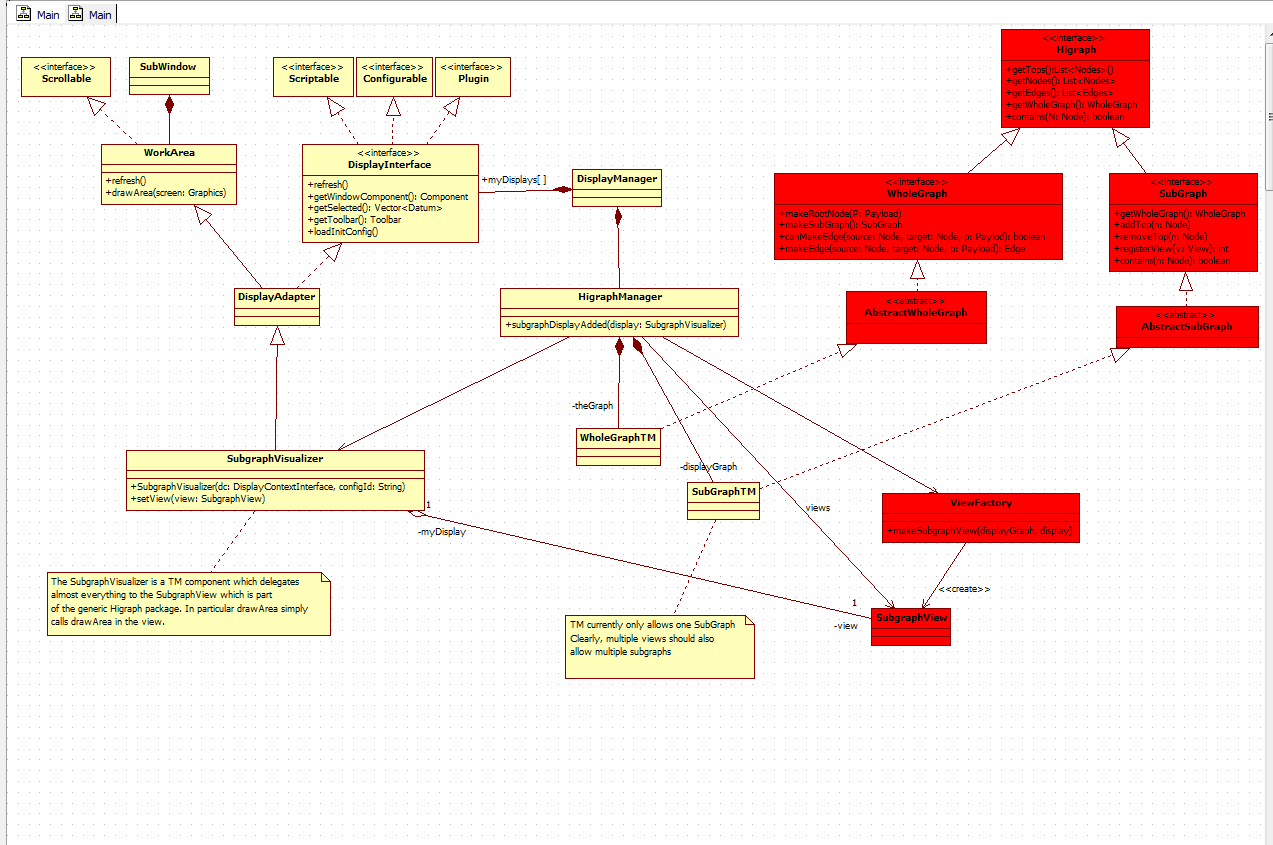 Main
Main
<<interface>>
Scrollable
SubWindow
<<interface>>
Scriptable
<<interface>>
Configurable
<<interface>>
Plugin
<<interface>>
Higraph
+getTops():List<Nodes>()
+getNodes(): List<Nodes>
+getEdges(): List<Edges>
+getWholeGraph(): WholeGraph
+contains(N: Node): boolean
WorkArea
+refresh()
+drawArea(screen: Graphics)
<<interface>>
DisplayInterface
+refresh()
+getWindowComponent(): Component
+getSelected(): Vector<Datum>
+getToolbar(): Toolbar
+loadInitConfig()
+myDisplays[ ]
DisplayManager
<<interface>>
WholeGraph
+makeRootNode(P: Payload)
+makeSubGraph(): SubGraph
+canMakeEdge(source: Node, target: Node, p: Paylod): boolean
+makeEdge(source: Node, target: Node, p: Payload): Edge
<<interface>>
SubGraph
+getWholeGraph(): WholeGraph
+addTop(n: Node)
+removeTop(n: Node)
+registerView(v: View): int
+contains(n: Node): boolean
DisplayAdapter
HigraphManager
+subgraphDisplayAdded(display: SubgraphVisualizer)
<<abstract>>
AbstractWholeGraph
<<abstract>>
AbstractSubGraph
-theGraph
WholeGraphTM
-displayGraph
SubGraphTM
SubgraphVisualizer
+SubgraphVisualizer(dc: DisplayContextInterface, configId: String)
+setView(view: SubgraphView)
1
-myDisplay
views
ViewFactory
+makeSubgraphView(displayGraph, display)
<<create>>
1
-view
SubgraphView
The SubgraphVisualizer is a TM component which delegates
almost everything to the SubgraphView which is part
of the generic Higraph package. In particular drawArea simply
calls drawArea in the view.
TM currently only allows one SubGraph
Clearly, multiple views should also
allow multiple subgraphs